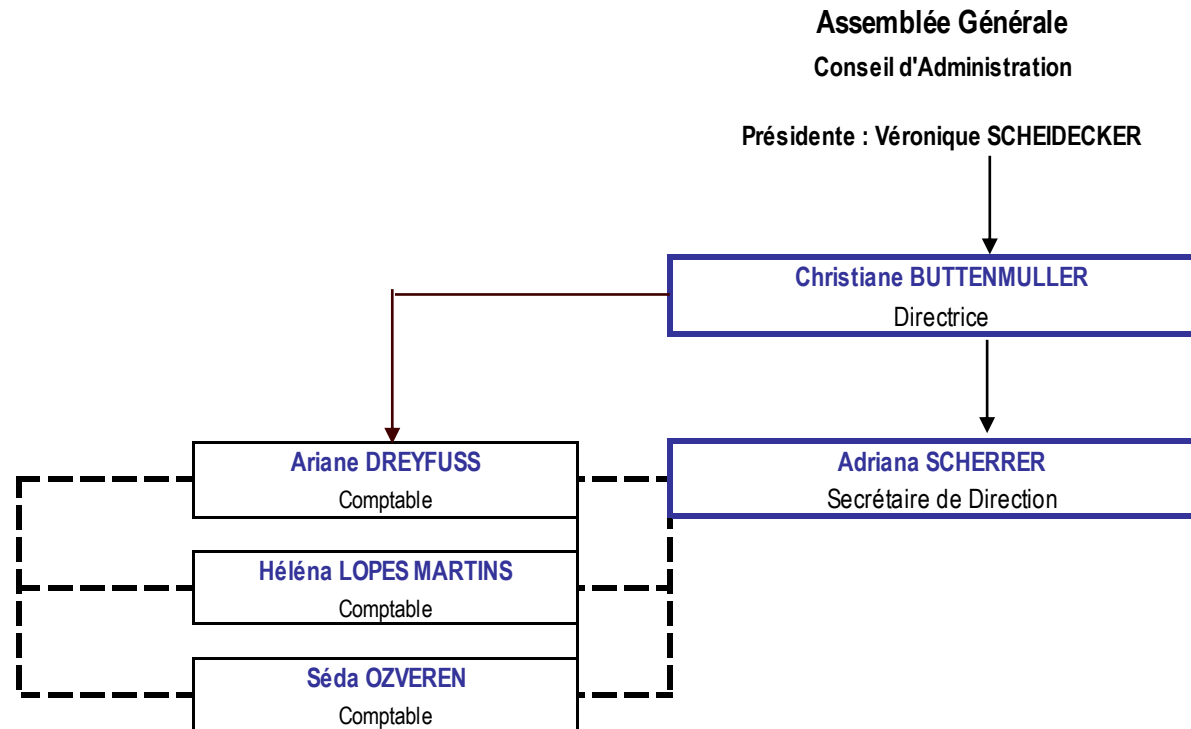 Assemblée Générale
Conseil d'Administration
Présidente : Véronique SCHEIDECKER
Christiane BUTTENMULLER
Directrice
Ariane DREYFUSS
Comptable
Adriana SCHERRER
Secrétaire de Direction
Héléna LOPES MARTINS
Comptable
Séda OZVEREN
Comptable